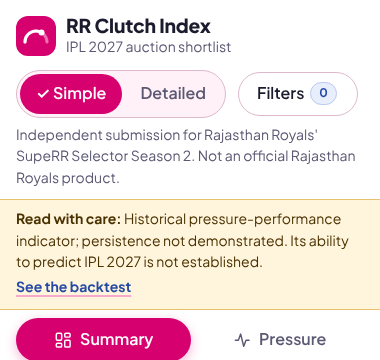 RR Clutch Index
IPL 2027 auction shortlist
Simple
Detailed
Filters 0
Independent submission for Rajasthan Royals'
SupeRR Selector Season 2. Not an official Rajasthan
Royals product.
Read with care: Historical pressure-performance
indicator; persistence not demonstrated. Its ability
to predict IPL 2027 is not established.
See the backtest
Summary
Pressure